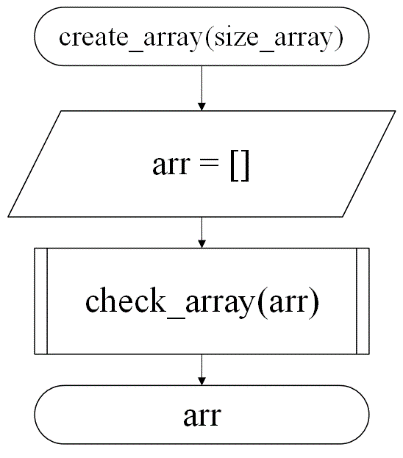 create_array(size_array)
arr = []
check_array(arr)
arr